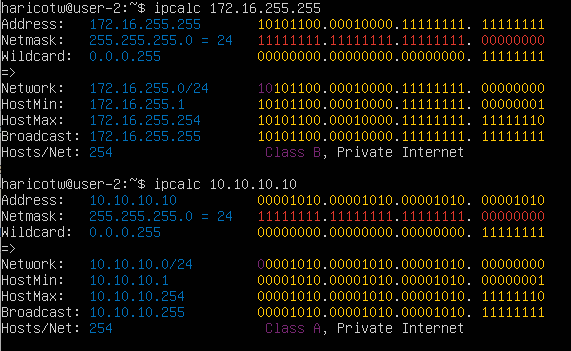 haricotw@user-2:~$ ipcalc 172.16.255.255
Address:   172.16.255.255       10101100.00010000.11111111. 11111111
Netmask:   255.255.255.0 = 24   11111111.11111111.11111111. 00000000
Wildcard:  0.0.0.255            00000000.00000000.00000000. 11111111
=>
Network:   172.16.255.0/24      10101100.00010000.11111111. 00000000
HostMin:   172.16.255.1         10101100.00010000.11111111. 00000001
HostMax:   172.16.255.254       10101100.00010000.11111111. 11111110
Broadcast: 172.16.255.255       10101100.00010000.11111111. 11111111
Hosts/Net: 254                   Class B, Private Internet
haricotw@user-2:~$ ipcalc 10.10.10.10
Address:   10.10.10.10          00001010.00001010.00001010. 00001010
Netmask:   255.255.255.0 = 24   11111111.11111111.11111111. 00000000
Wildcard:  0.0.0.255            00000000.00000000.00000000. 11111111
=>
Network:   10.10.10.0/24        00001010.00001010.00001010. 00000000
HostMin:   10.10.10.1           00001010.00001010.00001010. 00000001
HostMax:   10.10.10.254         00001010.00001010.00001010. 11111110
Broadcast: 10.10.10.255         00001010.00001010.00001010. 11111111
Hosts/Net: 254                   Class A, Private Internet